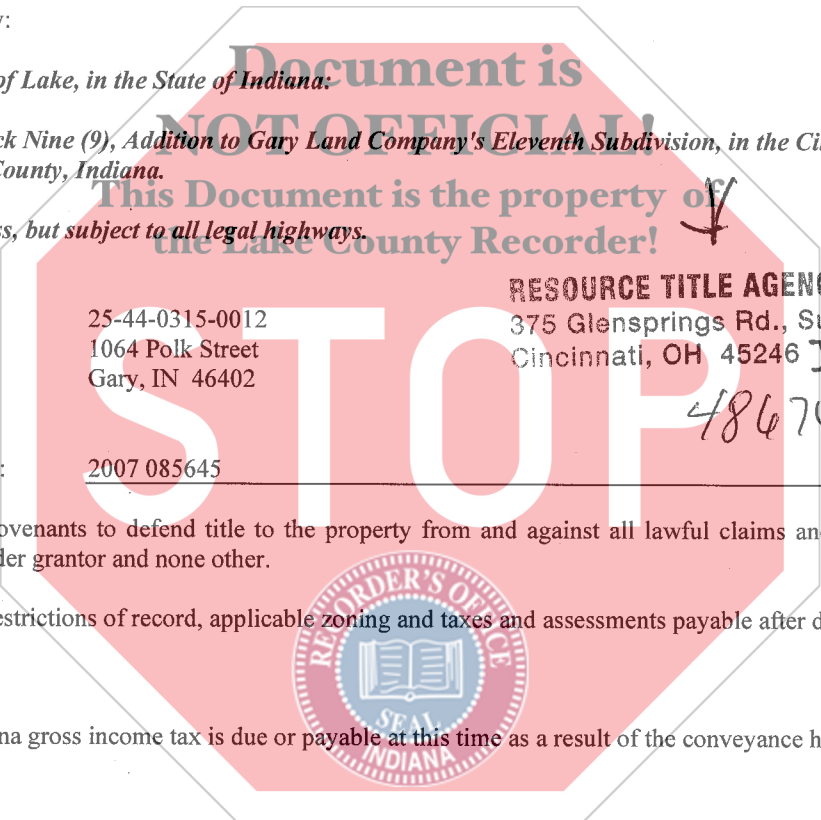 y:
Document is
of Lake, in the State of Indiana:
NOT OFFICIAL!
ck Nine (9), Addition to Gary Land Company's Eleventh Subdivision, in the Ci
County, Indiana.
This Document is the property of
s, but subject to all legal highways.
the Lake County Recorder!
RESOURCE TITLE AGEN
25-44-0315-0012
375 Glensprings Rd., Su
1064 Polk Street
Cincinnati, OH 45246
Gary, IN 46402
STOP
4867
: 2007 085645
ovenants to defend title to the property from and against all lawful claims an
der grantor and none other.
estrictions of record, applicable zoning and taxes and assessments payable after d
RECORDER'S OFFICE
SEAL
INDIANA
na gross income tax is due or payable at this time as a result of the conveyance h